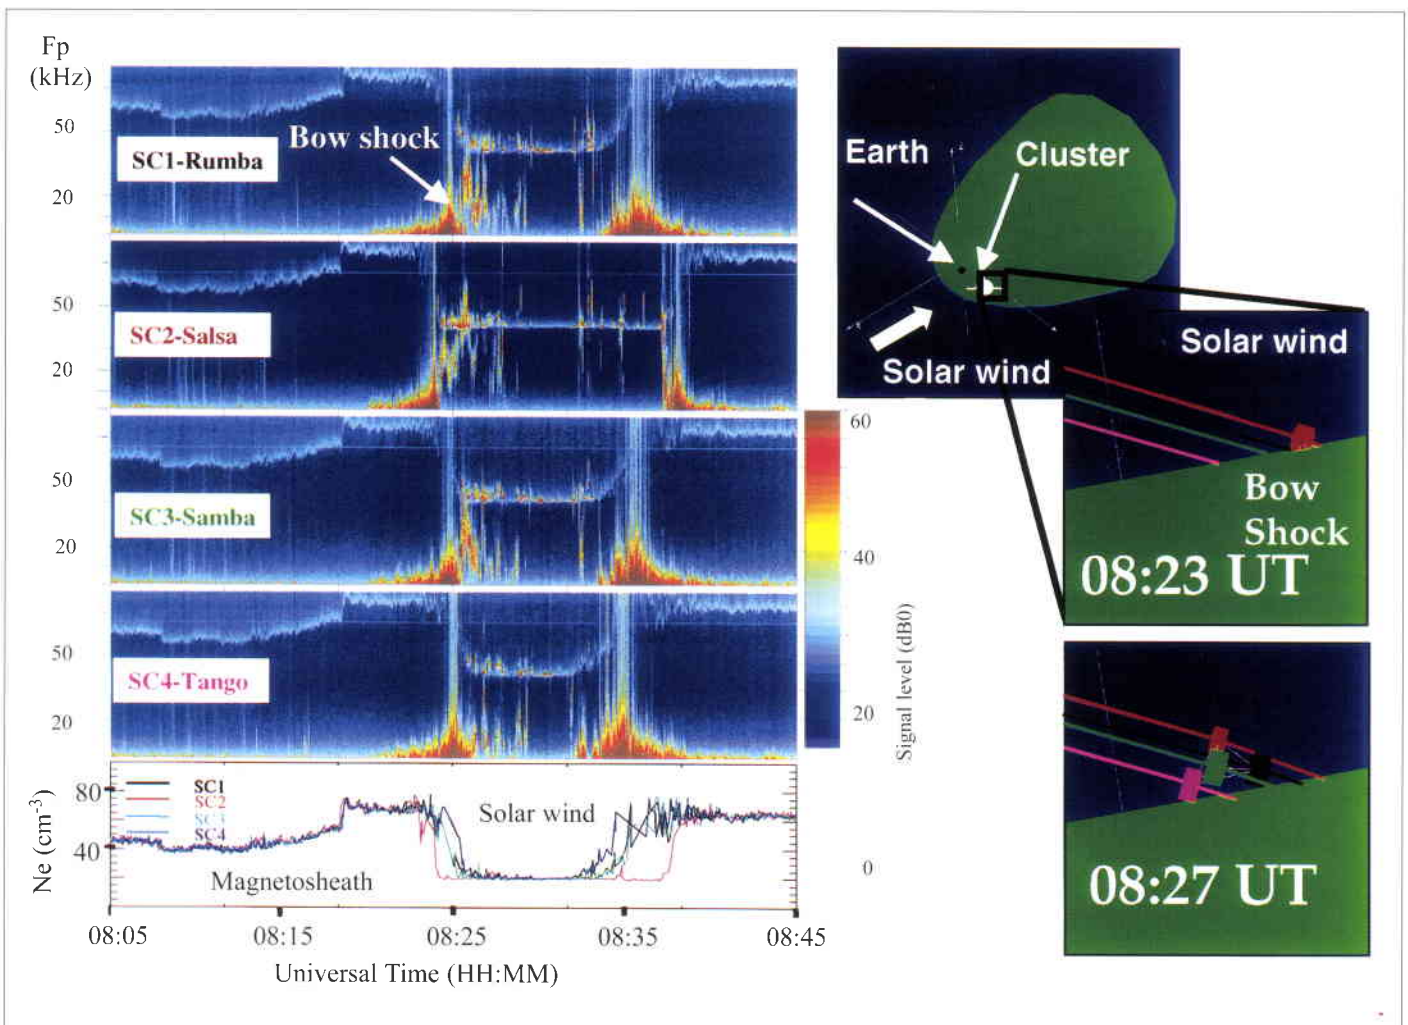 Fp
(kHz)
50
20
SC1-Rumba
Bow shock
50
20
SC2-Salsa
50
20
SC3-Samba
50
20
SC4-Tango
Ne (cm-3)
80
40
SC1
SC2
SC3
SC4
Solar wind
Magnetosheath
08:05
08:15
08:25
08:35
08:45
Universal Time (HH:MM)
60
40
20
0
Signal level (dB0)
Earth
Cluster
Solar wind
Solar wind
Bow
Shock
08:23 UT
08:27 UT